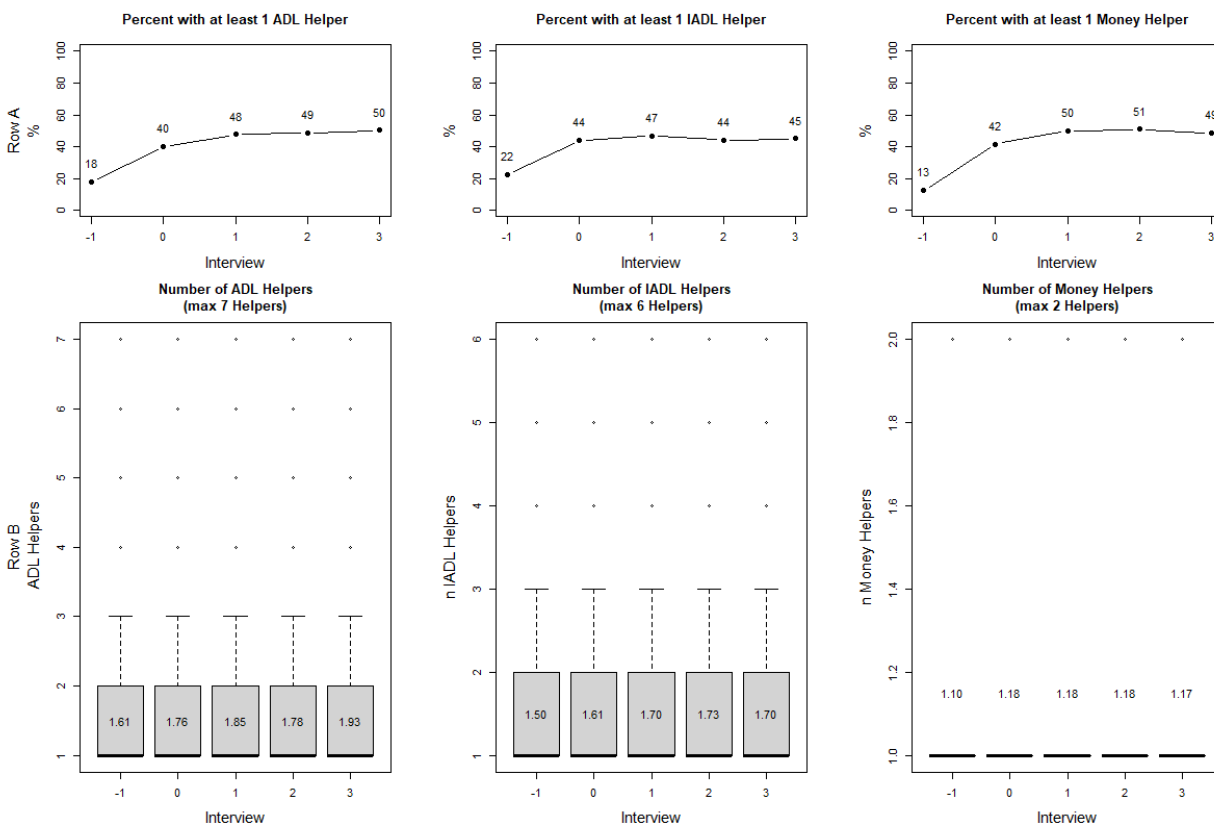 Percent with at least 1 ADL Helper
Row A
%
100
80
60
40
20
0
18
40
48
49
50
-1 0 1 2 3
Interview
Percent with at least 1 IADL Helper
%
100
80
60
40
20
0
22
44
47
44
45
-1 0 1 2 3
Interview
Percent with at least 1 Money Helper
%
100
80
60
40
20
0
13
42
50
51
49
-1 0 1 2 3
Interview
Number of ADL Helpers
(max 7 Helpers)
Row B
ADL Helpers
7
6
5
4
3
2
1
1.61 1.76 1.85 1.78 1.93
-1 0 1 2 3
Interview
Number of IADL Helpers
(max 6 Helpers)
n IADL Helpers
6
5
4
3
2
1
1.50 1.61 1.70 1.73 1.70
-1 0 1 2 3
Interview
Number of Money Helpers
(max 2 Helpers)
n Money Helpers
2.0
1.8
1.6
1.4
1.2
1.0
1.10 1.18 1.18 1.18 1.17
-1 0 1 2 3
Interview